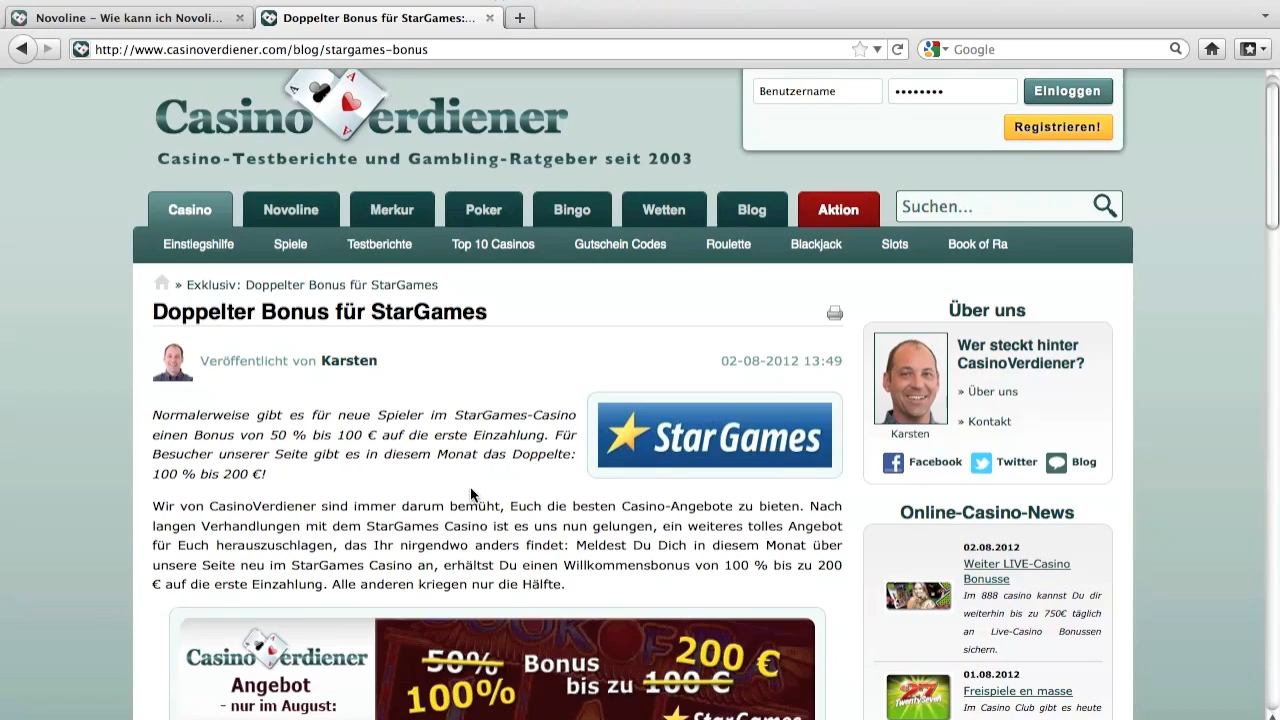 Novoline – Wie kann ich Novoli...
Doppelter Bonus für StarGames:...
http://www.casinoverdiener.com/blog/stargames-bonus
Google
CasinoVerdiener
Casino-Testberichte und Gambling-Ratgeber seit 2003
Benutzername
••••••••
Einloggen
Registrieren!
Casino
Novoline
Merkur
Poker
Bingo
Wetten
Blog
Aktion
Suchen...
Einstiegshilfe
Spiele
Testberichte
Top 10 Casinos
Gutschein Codes
Roulette
Blackjack
Slots
Book of Ra
» Exklusiv: Doppelter Bonus für StarGames
Doppelter Bonus für StarGames
Veröffentlicht von Karsten
02-08-2012 13:49
Normalerweise gibt es für neue Spieler im StarGames-Casino
einen Bonus von 50 % bis 100 € auf die erste Einzahlung. Für
Besucher unserer Seite gibt es in diesem Monat das Doppelte:
100 % bis 200 €!
StarGames
Wir von CasinoVerdiener sind immer darum bemüht, Euch die besten Casino-Angebote zu bieten. Nach
langen Verhandlungen mit dem StarGames Casino ist es uns nun gelungen, ein weiteres tolles Angebot
für Euch herauszuschlagen, das Ihr nirgendwo anders findet: Meldest Du Dich in diesem Monat über
unsere Seite neu im StarGames Casino an, erhältst Du einen Willkommensbonus von 100 % bis zu 200
€ auf die erste Einzahlung. Alle anderen kriegen nur die Hälfte.
CasinoVerdiener
Angebot
- nur im August:
BOOK OF RA
50% Bonus 200 €
100% bis zu 100 €
StarGames
Über uns
Wer steckt hinter
CasinoVerdiener?
» Über uns
» Kontakt
Karsten
Facebook
Twitter
Blog
Online-Casino-News
02.08.2012
Weiter LIVE-Casino
Bonusse
Im 888 casino kannst Du dir
weiterhin bis zu 750€ täglich
an Live-Casino Bonussen
sichern.
01.08.2012
Freispiele en masse
Im Casino Club gibt es heute
TwentySeven